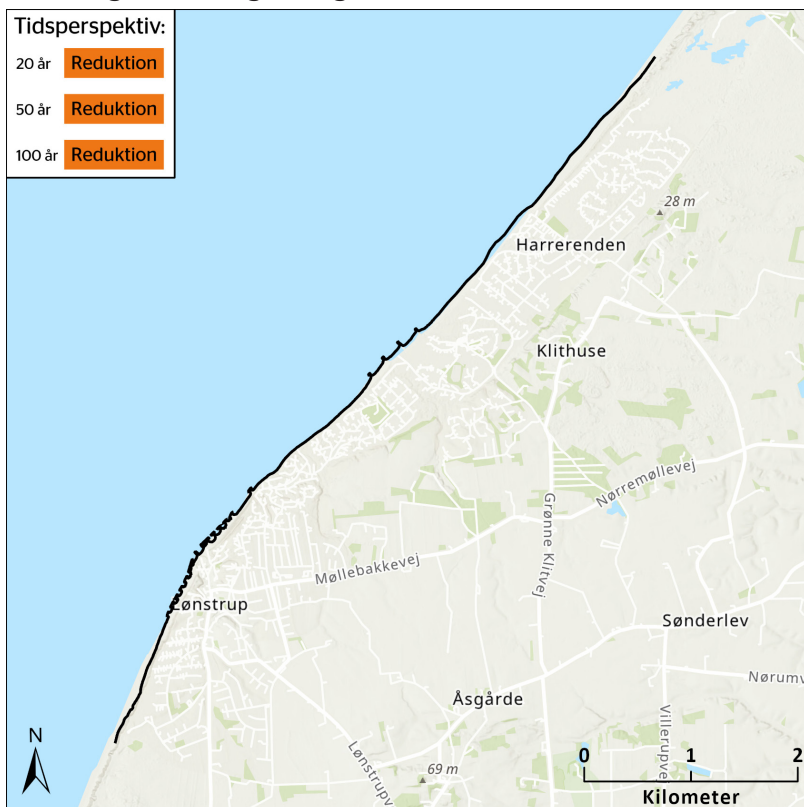 Tidsperspektiv:
20 år Reduktion
50 år Reduktion
100 år Reduktion
28 m
Harrerenden
Klithuse
Nørremøllevej
Grønne Klitvej
Møllebakkevej
Lønstrup
Sønderlev
Nørumv
Åsgårde
Villerupvej
Lønstrupv
69 m
N
0 1 2
Kilometer